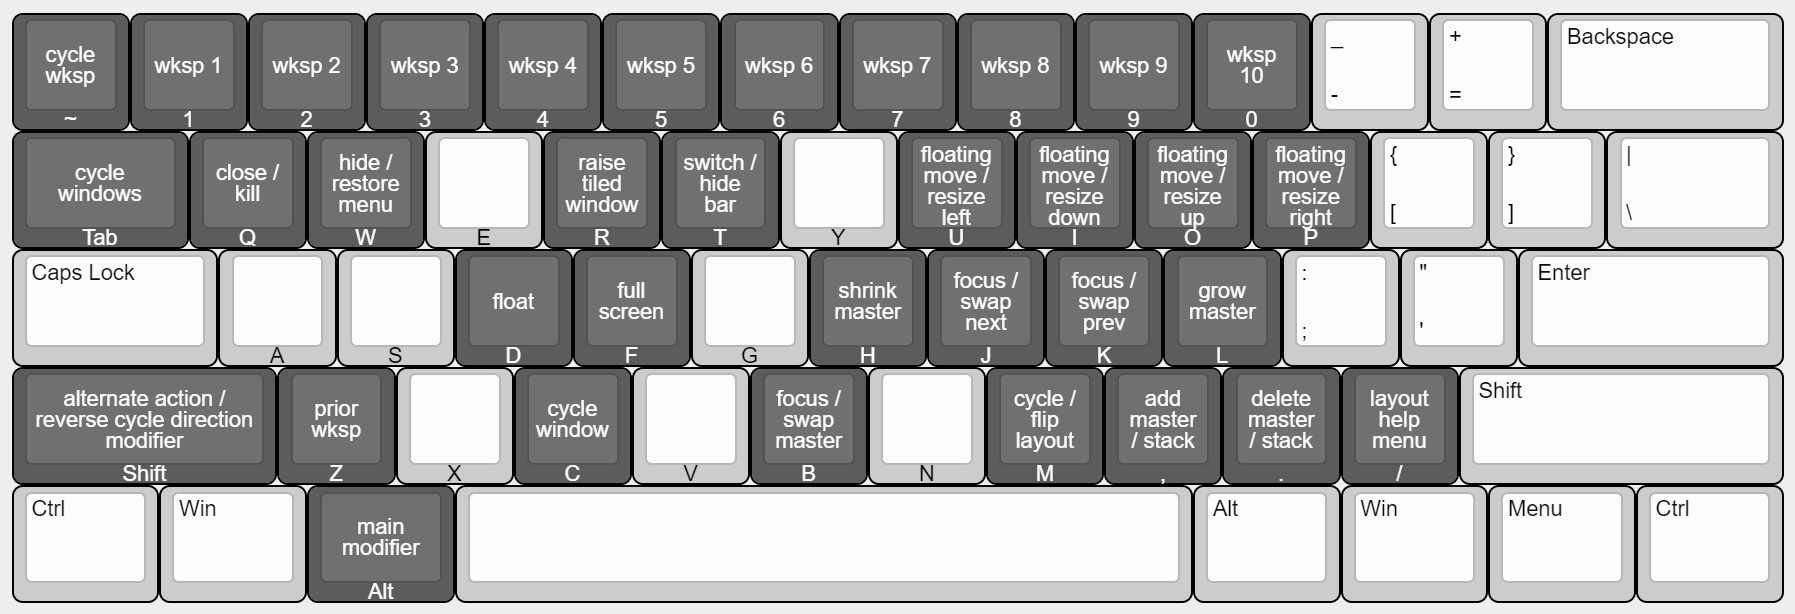 cycle
wksp
~
wksp 1
1
wksp 2
2
wksp 3
3
wksp 4
4
wksp 5
5
wksp 6
6
wksp 7
7
wksp 8
8
wksp 9
9
wksp
10
0
_
-
+
=
Backspace
cycle
windows
Tab
close /
kill
Q
hide /
restore
menu
W
E
raise
tiled
window
R
switch /
hide
bar
T
Y
floating
move /
resize
left
U
floating
move /
resize
down
I
floating
move /
resize
up
O
floating
move /
resize
right
P
{
[
}
]
|
\
Caps Lock
A
S
float
D
full
screen
F
G
shrink
master
H
focus /
swap
next
J
focus /
swap
prev
K
grow
master
L
:
;
"
'
Enter
alternate action /
reverse cycle direction
modifier
Shift
prior
wksp
Z
X
cycle
window
C
V
focus /
swap
master
B
N
cycle /
flip
layout
M
add
master
/ stack
,
delete
master
/ stack
.
layout
help
menu
/
Shift
Ctrl
Win
main
modifier
Alt
Alt
Win
Menu
Ctrl